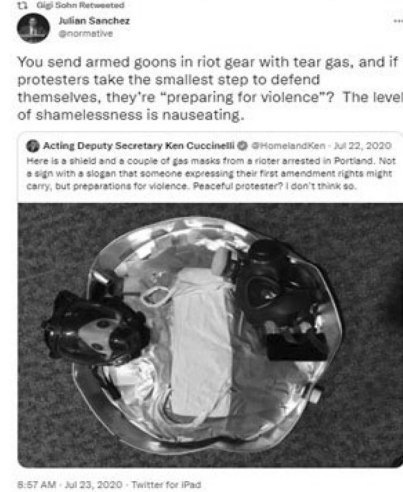 Gigi Sohn Retweeted
Julian Sanchez
@normative
You send armed goons in riot gear with tear gas, and if
protesters take the smallest step to defend
themselves, they're “preparing for violence”? The level
of shamelessness is nauseating.
Acting Deputy Secretary Ken Cuccinelli @HomelandKen · Jul 22, 2020
Here is a shield and a couple of gas masks from a rioter arrested in Portland. Not
a sign with a slogan that someone expressing their first amendment rights might
carry, but preparations for violence. Peaceful protester? I don't think so.
8:57 AM · Jul 23, 2020 · Twitter for iPad